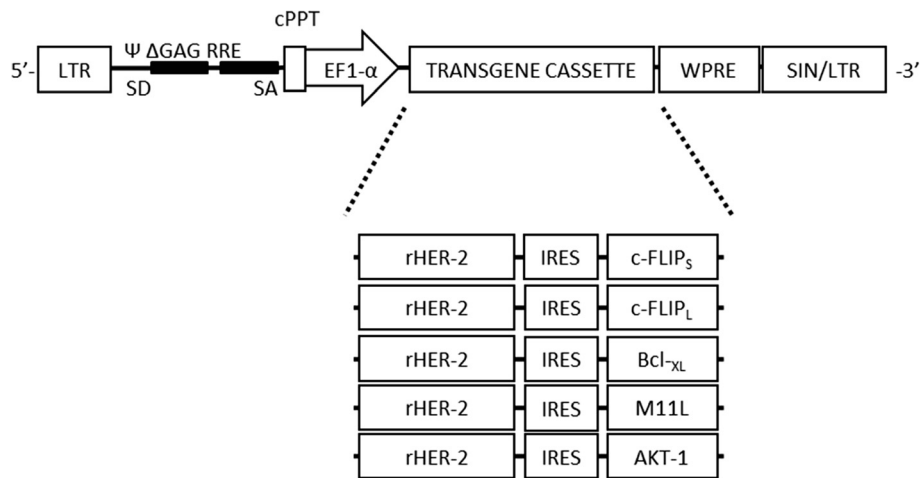 cPPT
Ψ ΔGAG RRE
5’- LTR EF1-α TRANSGENE CASSETTE WPRE SIN/LTR -3’
SD SA
rHER-2 IRES c-FLIPS
rHER-2 IRES c-FLIPL
rHER-2 IRES Bcl-XL
rHER-2 IRES M11L
rHER-2 IRES AKT-1